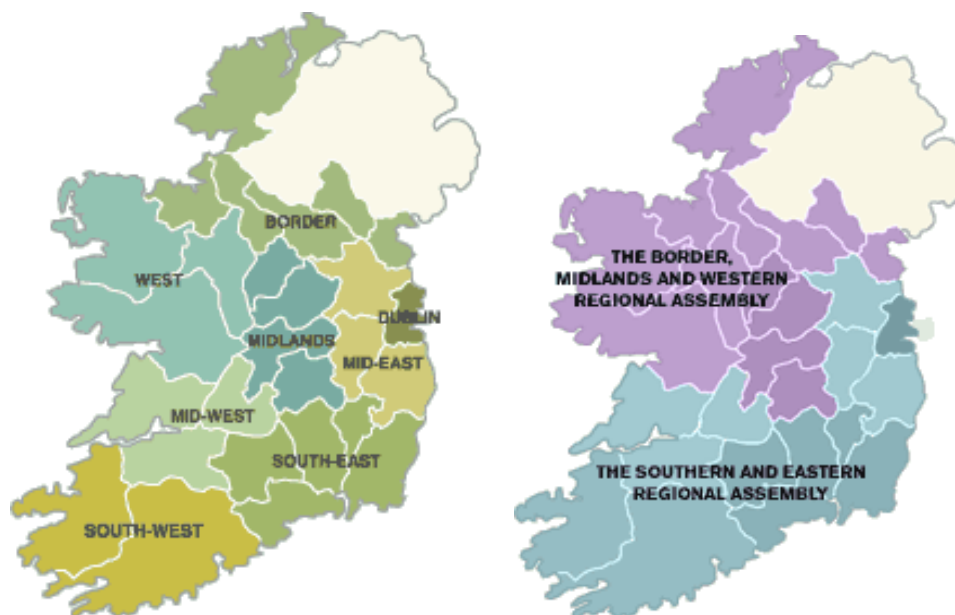 BORDER
WEST
DUBLIN
MIDLANDS
MID-EAST
MID-WEST
SOUTH-EAST
SOUTH-WEST
THE BORDER,
MIDLANDS AND WESTERN
REGIONAL ASSEMBLY
THE SOUTHERN AND EASTERN
REGIONAL ASSEMBLY